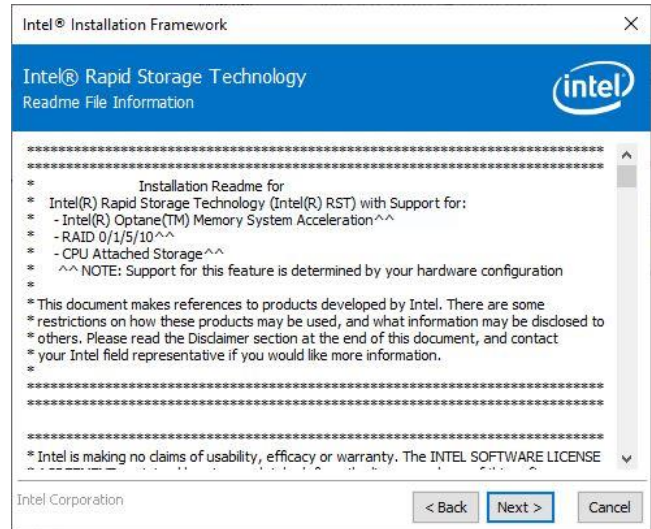 Intel® Installation Framework
Intel® Rapid Storage Technology
Readme File Information
intel
*******************************************************************************
*******************************************************************************
* Installation Readme for
* Intel(R) Rapid Storage Technology (Intel(R) RST) with Support for:
* - Intel(R) Optane(TM) Memory System Acceleration^^
* - RAID 0/1/5/10^^
* - CPU Attached Storage^^
* ^^ NOTE: Support for this feature is determined by your hardware configuration
*
* This document makes references to products developed by Intel. There are some
* restrictions on how these products may be used, and what information may be disclosed to
* others. Please read the Disclaimer section at the end of this document, and contact
* your Intel field representative if you would like more information.
*
*******************************************************************************
*******************************************************************************
*******************************************************************************
* Intel is making no claims of usability, efficacy or warranty. The INTEL SOFTWARE LICENSE
Intel Corporation
< Back Next > Cancel